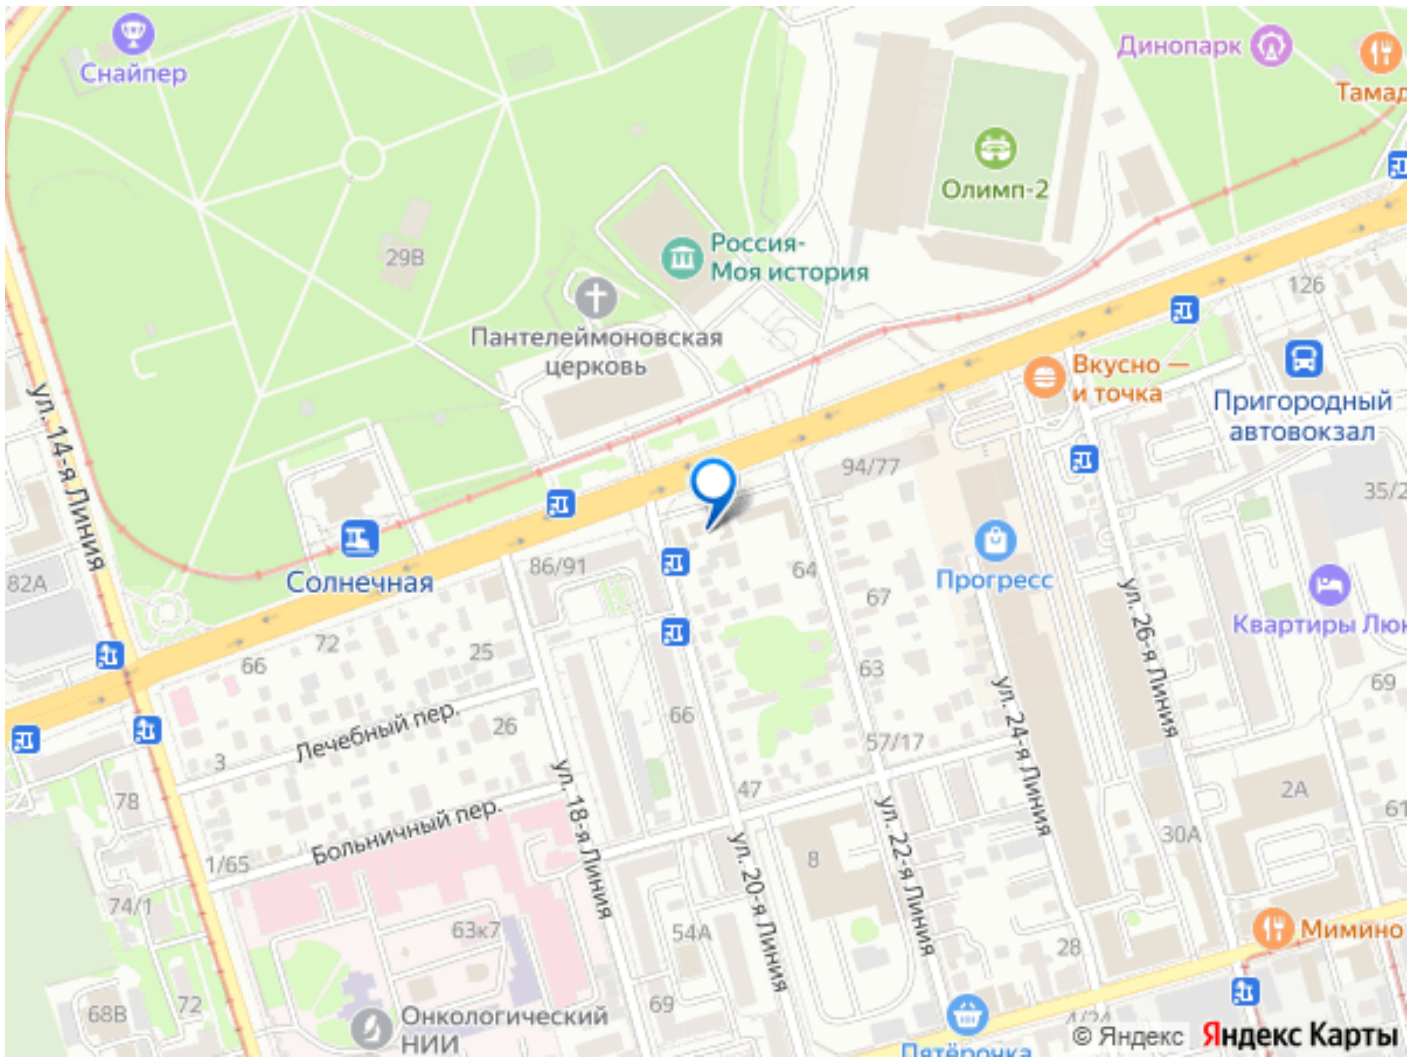 Снайпер
Динопарк
Тамад
Олимп-2
Россия-
Моя история
29В
126
Пантелеймоновская
церковь
Вкусно —
и точка
Пригородный
автовокзал
ул. 14-я Линия
94/77
35/2
Солнечная
86/91
82А
64
67
Прогресс
ул. 26-я Линия
Квартиры Люк
72
66
25
63
69
Лечебный пер.
26
66
ул. 24-я Линия
57/17
3
78
47
2А
61
Больничный пер.
ул. 18-я Линия
ул. 20-я Линия
ул. 22-я Линия
30А
1/65
8
74/1
63к7
54А
28
Мимино
68В
72
69
Онкологический
НИИ
4/24
Пятёрочка
© Яндекс Яндекс Карты